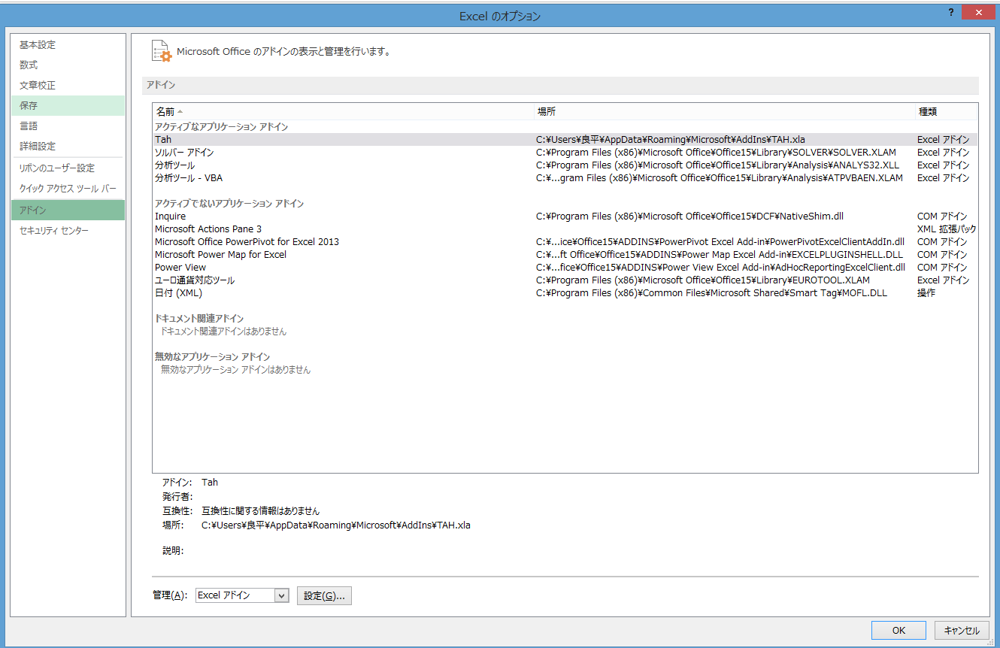 Excel のオプション
?
基本設定
数式
文章校正
保存
言語
詳細設定
リボンのユーザー設定
クイック アクセス ツール バー
アドイン
セキュリティ センター
Microsoft Office のアドインの表示と管理を行います。
アドイン
名前 場所 種類
アクティブなアプリケーション アドイン
Tah C:¥Users¥良平¥AppData¥Roaming¥Microsoft¥AddIns¥TAH.xla Excel アドイン
ソルバー アドイン C:¥Program Files (x86)¥Microsoft Office¥Office15¥Library¥SOLVER¥SOLVER.XLAM Excel アドイン
分析ツール C:¥Program Files (x86)¥Microsoft Office¥Office15¥Library¥Analysis¥ANALYS32.XLL Excel アドイン
分析ツール - VBA C:¥...gram Files (x86)¥Microsoft Office¥Office15¥Library¥Analysis¥ATPVBAEN.XLAM Excel アドイン
アクティブでないアプリケーション アドイン
Inquire C:¥Program Files (x86)¥Microsoft Office¥Office15¥DCF¥NativeShim.dll COM アドイン
Microsoft Actions Pane 3 XML 拡張パック
Microsoft Office PowerPivot for Excel 2013 C:¥...ice¥Office15¥ADDINS¥PowerPivot Excel Add-in¥PowerPivotExcelClientAddIn.dll COM アドイン
Microsoft Power Map for Excel C:¥...ft Office¥Office15¥ADDINS¥Power Map Excel Add-in¥EXCELPLUGINSHELL.DLL COM アドイン
Power View C:¥...fice¥Office15¥ADDINS¥Power View Excel Add-in¥AdHocReportingExcelClient.dll COM アドイン
ユーロ通貨対応ツール C:¥Program Files (x86)¥Microsoft Office¥Office15¥Library¥EUROTOOL.XLAM Excel アドイン
日付 (XML) C:¥Program Files (x86)¥Common Files¥Microsoft Shared¥Smart Tag¥MOFL.DLL 操作
ドキュメント関連アドイン
ドキュメント関連アドインはありません
無効なアプリケーション アドイン
無効なアプリケーション アドインはありません
アドイン: Tah
発行者:
互換性: 互換性に関する情報はありません
場所: C:¥Users¥良平¥AppData¥Roaming¥Microsoft¥AddIns¥TAH.xla
説明:
管理(A): Excel アドイン 設定(G)...
OK キャンセル